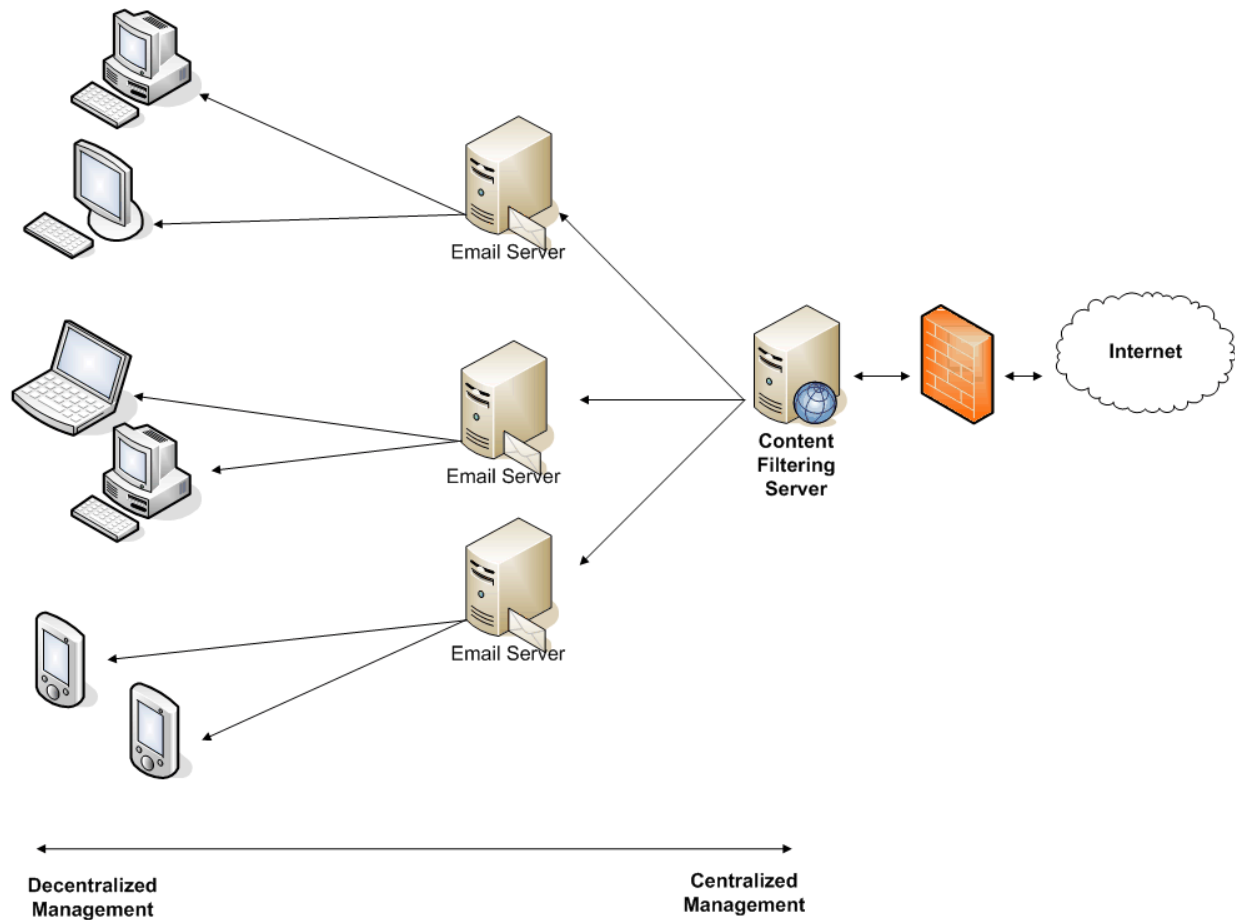 Email Server
Internet
Content
Filtering
Server
Email Server
Email Server
Decentralized
Management
Centralized
Management